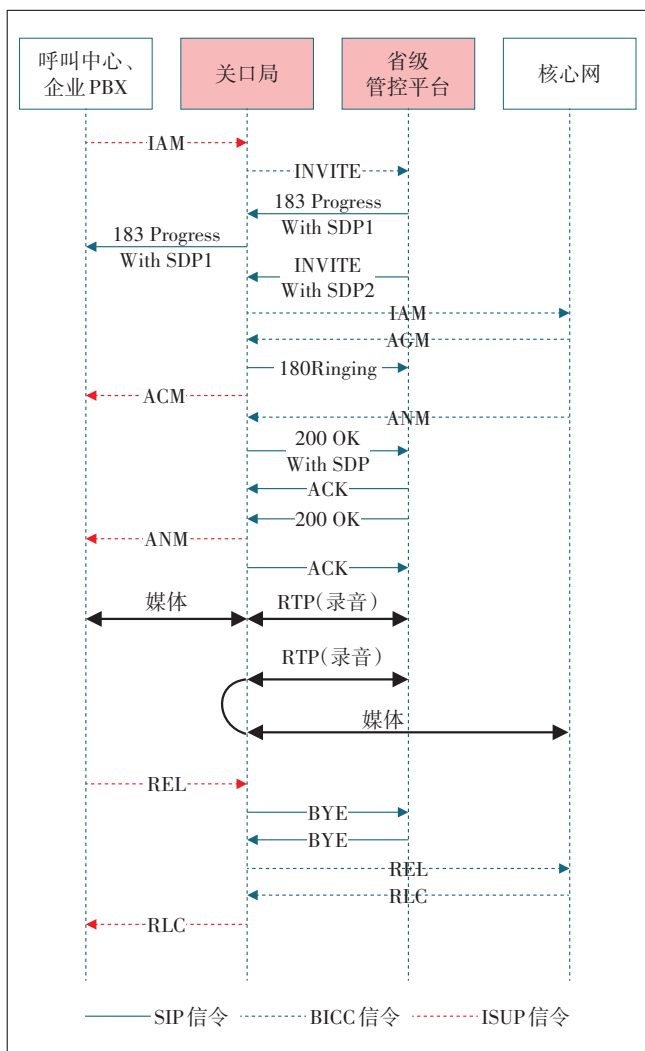 呼叫中心、
企业PBX
关口局
省级
管控平台
核心网
IAM
INVITE
183 Progress
With SDP1
183 Progress
With SDP1
INVITE
With SDP2
IAM
AGM
180Ringing
ACM
ANM
200 OK
With SDP
ACK
200 OK
ANM
ACK
媒体
RTP(录音)
RTP(录音)
媒体
REL
BYE
BYE
REL
RLC
RLC
SIP信令
BICC信令
ISUP信令